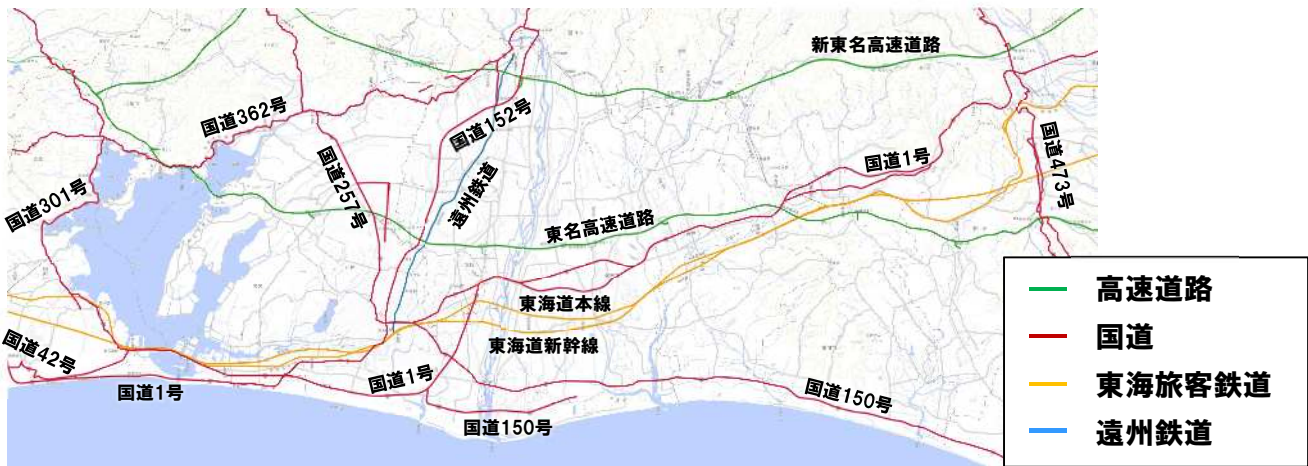 新東名高速道路
国道362号
国道152号
国道1号
国道473号
国道257号
遠州鉄道
国道301号
東名高速道路
東海道本線
国道42号
東海道新幹線
国道1号
国道1号
国道150号
国道150号
高速道路
国道
東海旅客鉄道
遠州鉄道